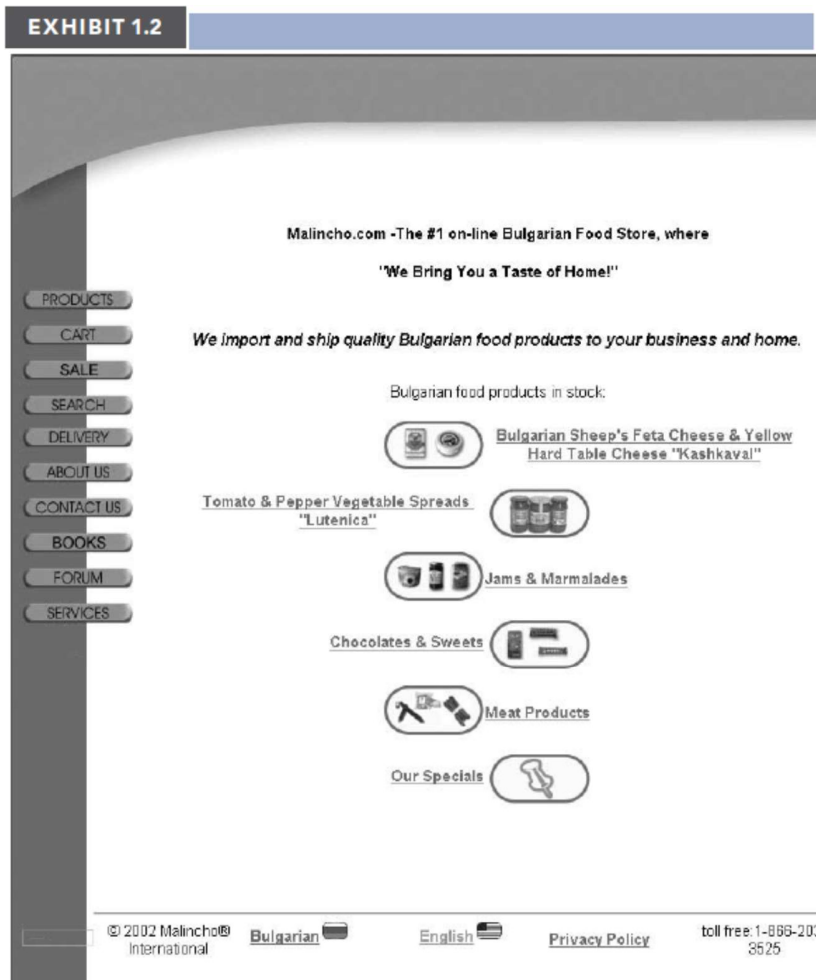 EXHIBIT 1.2
Malincho.com -The #1 on-line Bulgarian Food Store, where
"We Bring You a Taste of Home!"
PRODUCTS
CART
SALE
SEARCH
DELIVERY
ABOUT US
CONTACT US
BOOKS
FORUM
SERVICES
We import and ship quality Bulgarian food products to your business and home.
Bulgarian food products in stock:
Bulgarian Sheep's Feta Cheese & Yellow
Hard Table Cheese "Kashkaval"
Tomato & Pepper Vegetable Spreads
"Lutenica"
Jams & Marmalades
Chocolates & Sweets
Meat Products
Our Specials
© 2002 Malincho®
International
Bulgarian
English
Privacy Policy
toll free:1-866-203
3525